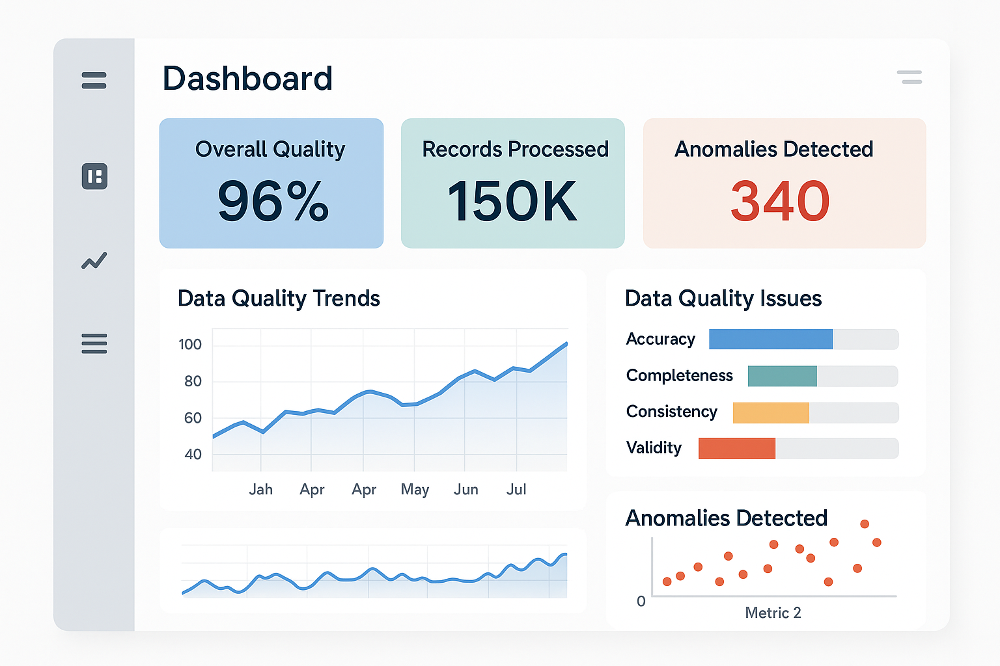 Dashboard
Overall Quality
96%
Records Processed
150K
Anomalies Detected
340
Data Quality Trends
100
80
60
40
Jah Apr Apr May Jun Jul
Data Quality Issues
Accuracy
Completeness
Consistency
Validity
Anomalies Detected
0
Metric 2